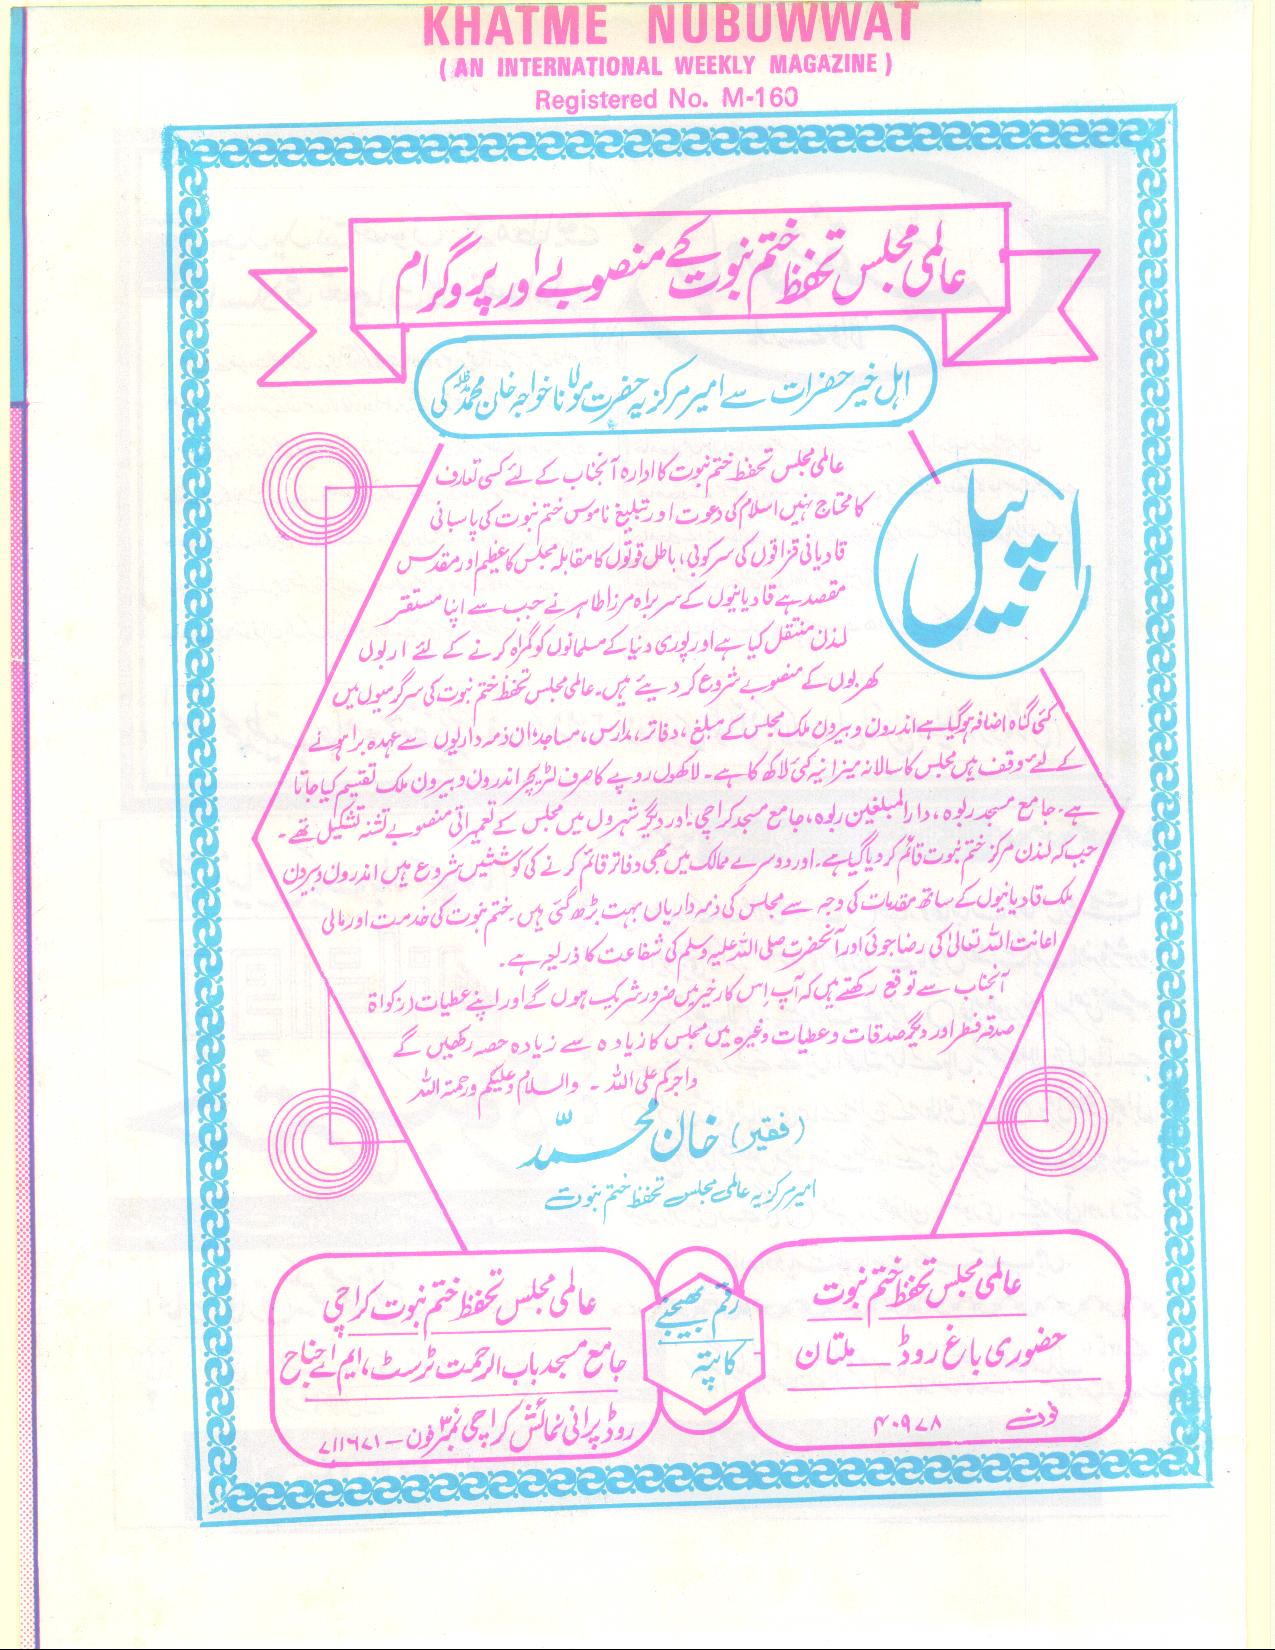 KHATME NUBUWWAT
(AN INTERNATIONAL WEEKLY MAGAZINE)
Registered No. M-160
عالمی مجلس تحفظ ختم نبوت کے منصوبے اور پروگرام
اہل خیر حضرات سے امیر مرکزیہ حضرت مولانا خواجہ خان محمد مدظلہ کی
اپیل
عالمی مجلس تحفظ ختم نبوت کا ادارہ آنجناب کے لئے کسی تعارف
کا محتاج نہیں اسلام کی دعوت اور تبلیغ ناموس ختم نبوت کی پاسبانی
قادیانی قزاقوں کی سرکوبی، باطل قوتوں کا مقابلہ مجلس کا عظیم اور مقدس
مقصد ہے قادیانیوں کے سربراہ مرزا طاہر نے جب سے اپنا مستقر
لندن منتقل کیا ہے اور پوری دنیا کے مسلمانوں کو گمراہ کرنے کے لئے اربوں
کھربوں کے منصوبے شروع کر دیئے ہیں۔ عالمی مجلس تحفظ ختم نبوت کی سرگرمیوں میں
کئی گناہ اضافہ ہوگیا ہے اندرون و بیرون ملک مجلس کے مبلغ، دفاتر، مدارس، مساجد ان ذمہ داریوں سے عہدہ برا ہونے
کے لئے وقف ہیں مجلس کا سالانہ میزانیہ کئی لاکھ کا ہے۔ لاکھوں روپے کا صرف لٹریچر اندرون و بیرون ملک تقسیم کیا جاتا
ہے۔ جامع مسجد ربوہ، دارالمبلغین ربوہ، جامع مسجد کراچی اور دیگر شہروں میں مجلس کے تعمیراتی منصوبے تشنہ تشکیل تھے۔
جب کہ لندن مرکز ختم نبوت قائم کر دیا گیا ہے۔ اور دوسرے ممالک میں بھی دفاتر قائم کرنے کی کوششیں شروع ہیں اندرون و بیرون
ملک قادیانیوں کے ساتھ مقدمات کی وجہ سے مجلس کی ذمہ داریاں بہت بڑھ گئی ہیں۔ ختم نبوت کی خدمت اور مالی
اعانت اللہ تعالیٰ کی رضا جوئی اور آنحضرت صلی اللہ علیہ وسلم کی شفاعت کا ذریعہ ہے۔
آنجناب سے توقع رکھتے ہیں کہ آپ اِس کار خیر میں ضرور شریک ہوں گے اور اپنے عطیات (زکواۃ
صدقہ فطر اور دیگر صدقات و عطیات وغیرہ میں مجلس کا زیادہ سے زیادہ حصہ رکھیں گے
واجرکم علی اللہ ۔ والسلام وعلیکم ورحمۃ اللہ
(فقیر) خان محمد
امیر مرکزیہ عالمی مجلس تحفظ ختم نبوت
رقم بھیجنے
کا پتہ
عالمی مجلس تحفظ ختم نبوت
حضوری باغ روڈ ــ ملتان
فون ۴۰۹۷۸
عالمی مجلس تحفظ ختم نبوت کراچی
جامع مسجد باب الرحمت ٹرسٹ، ایم اے جناح
روڈ پرانی نمائش کراچی نمبر ۳ فون – ۷۱۱۶۷۱